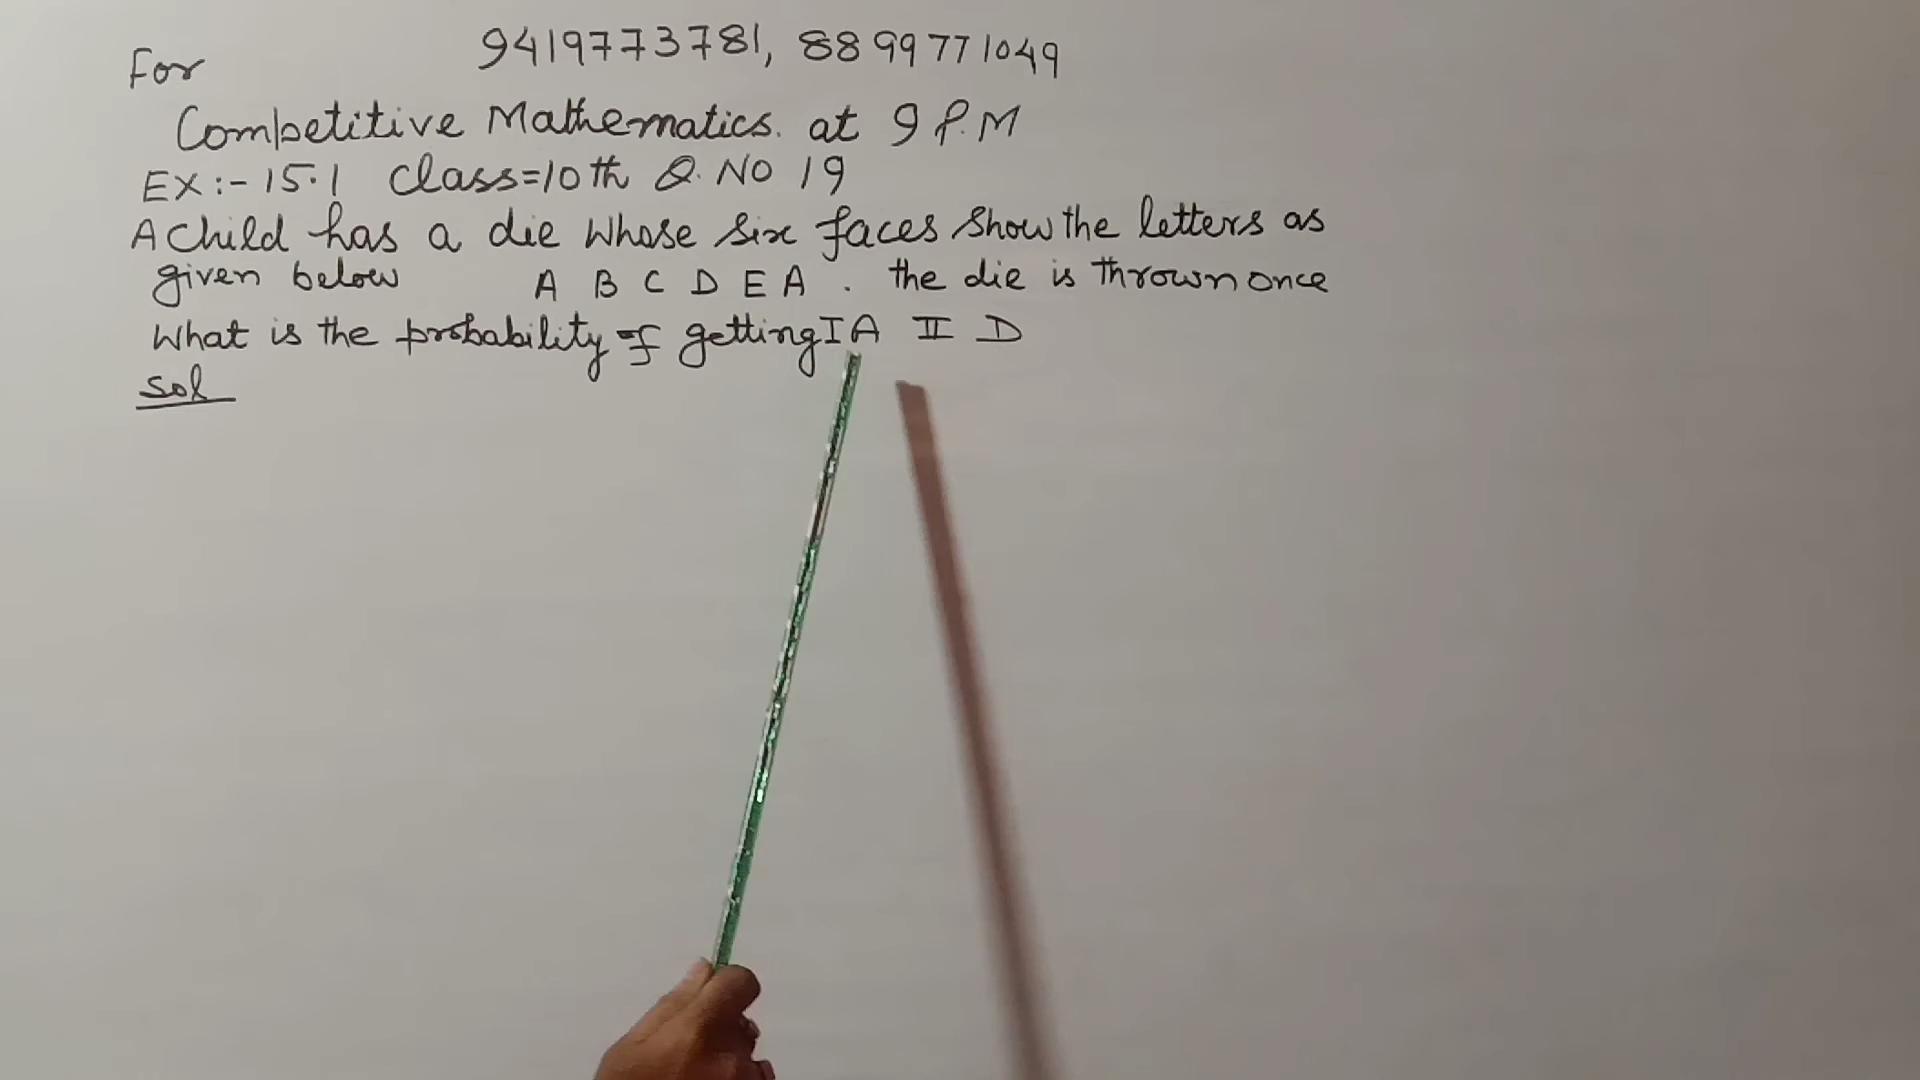 For 9419773781, 8899771049
Competitive Mathematics. at 9 P.M
EX:- 15.1 Class=10th Q. No 19
A Child has a die whose six faces Show the letters as
given below A B C D E A . the die is thrown once
What is the probability of getting I A II D
Sol